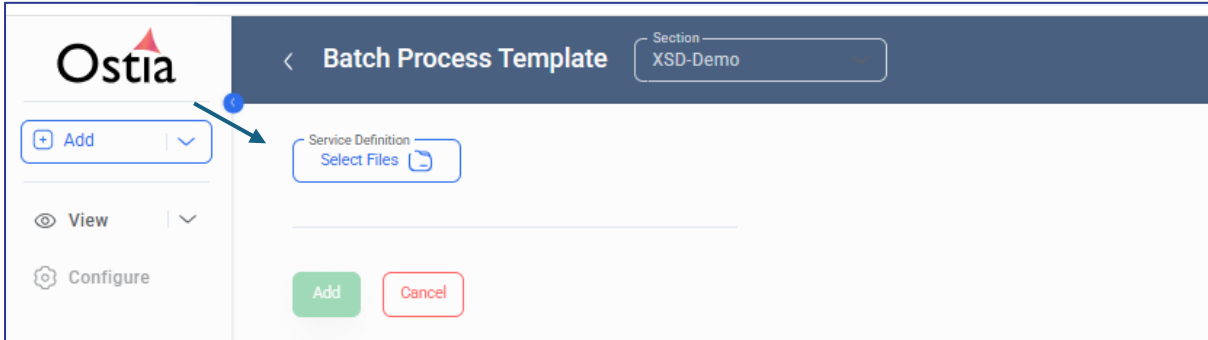 Ostia
Batch Process Template
Section
XSD-Demo
Add
View
Configure
Service Definition
Select Files
Add
Cancel